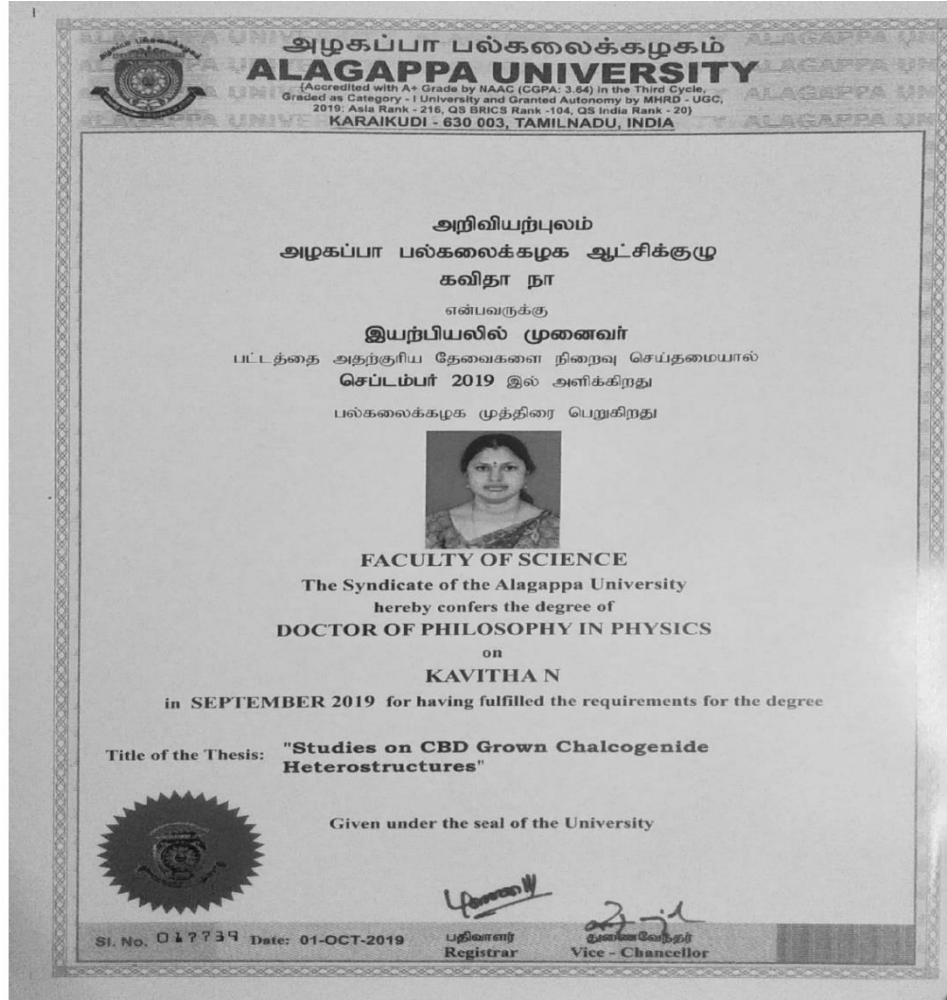 அழகப்பா பல்கலைக்கழகம்
ALAGAPPA UNIVERSITY
(Accredited with A+ Grade by NAAC (CGPA: 3.64) in the Third Cycle,
Graded as Category - I University and Granted Autonomy by MHRD - UGC,
2019: Asia Rank - 216, QS BRICS Rank -104, QS India Rank - 20)
KARAIKUDI - 630 003, TAMILNADU, INDIA
அறிவியற்புலம்
அழகப்பா பல்கலைக்கழக ஆட்சிக்குழு
கவிதா நா
என்பவருக்கு
இயற்பியலில் முனைவர்
பட்டத்தை அதற்குரிய தேவைகளை நிறைவு செய்தமையால்
செப்டம்பர் 2019 இல் அளிக்கிறது
பல்கலைக்கழக முத்திரை பெறுகிறது
FACULTY OF SCIENCE
The Syndicate of the Alagappa University
hereby confers the degree of
DOCTOR OF PHILOSOPHY IN PHYSICS
on
KAVITHA N
in SEPTEMBER 2019 for having fulfilled the requirements for the degree
Title of the Thesis: "Studies on CBD Grown Chalcogenide
Heterostructures"
Given under the seal of the University
Sl. No. 017739 Date: 01-OCT-2019
பதிவாளர் துணைவேந்தர்
Registrar Vice - Chancellor